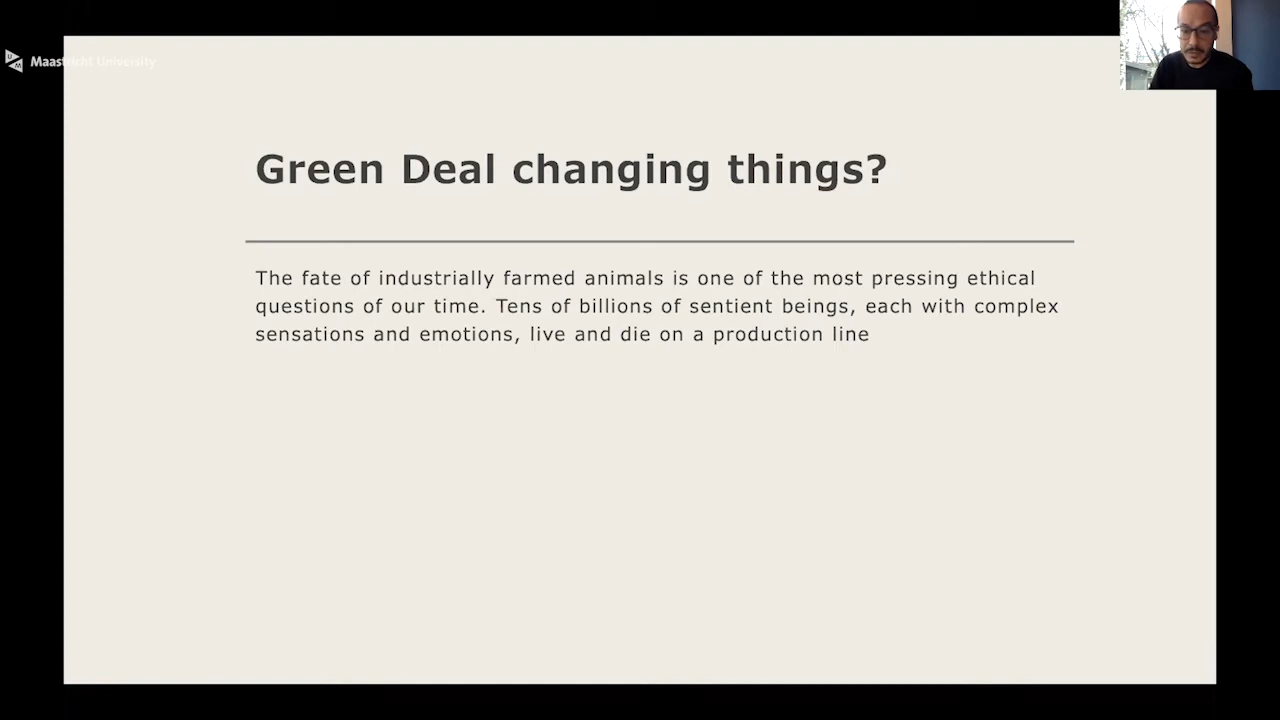 Maastricht University
Green Deal changing things?
The fate of industrially farmed animals is one of the most pressing ethical
questions of our time. Tens of billions of sentient beings, each with complex
sensations and emotions, live and die on a production line